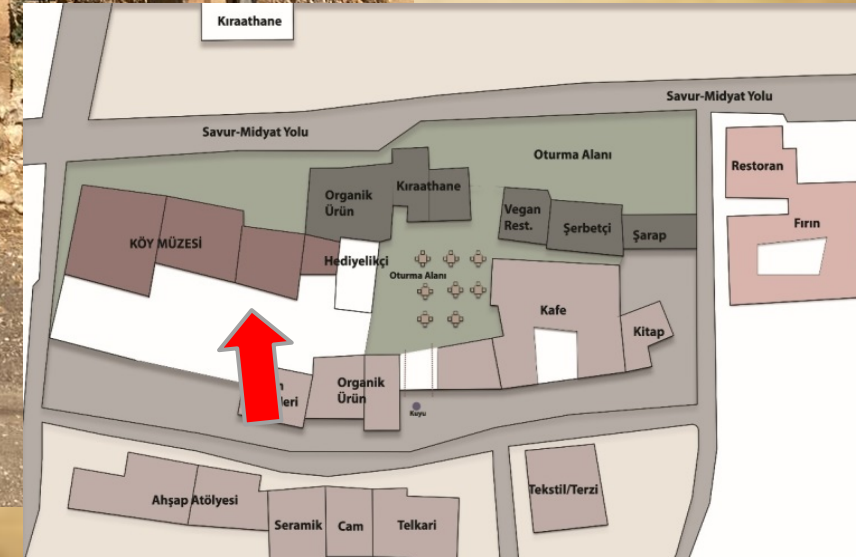 Kıraathane
Savur-Midyat Yolu
Savur-Midyat Yolu
Oturma Alanı
Restoran
Organik
Ürün
Kıraathane
Vegan
Rest.
Şerbetçi
Şarap
Fırın
KÖY MÜZESİ
Hediyelikçi
Oturma Alanı
Kafe
Kitap
Organik
Ürün
Kuyu
Ahşap Atölyesi
Seramik
Cam
Telkari
Tekstil/Terzi